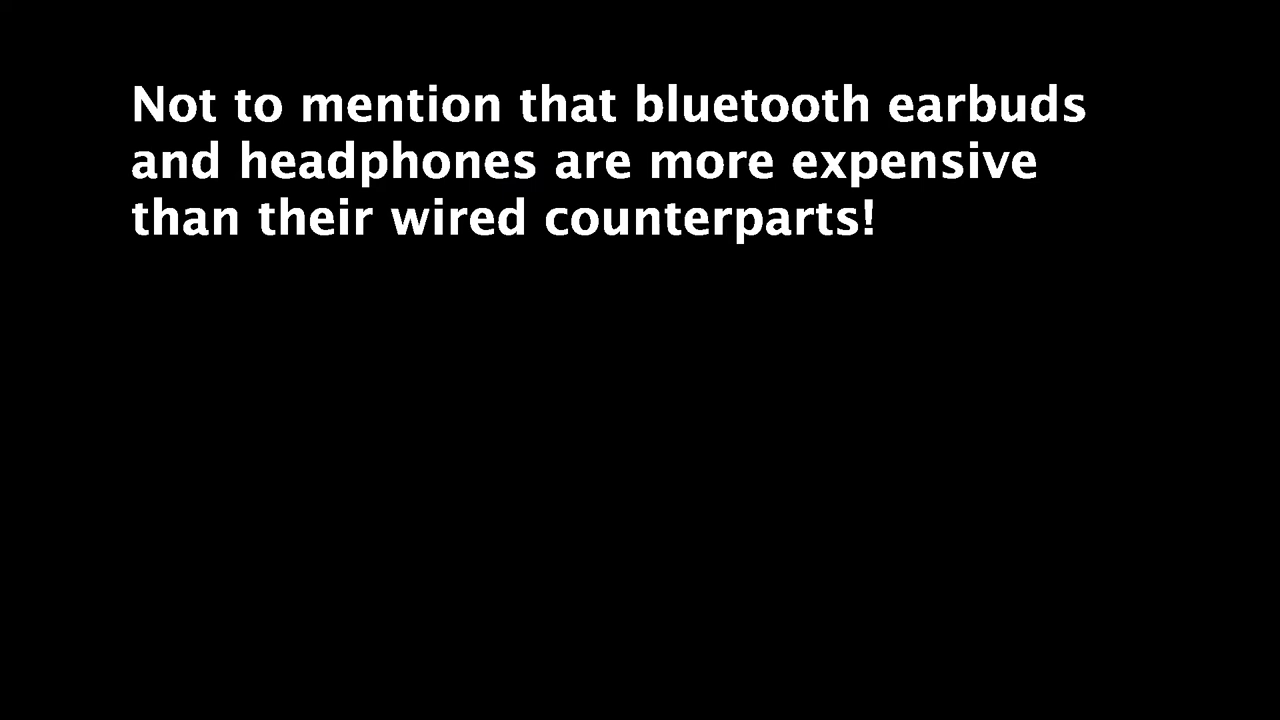 Not to mention that bluetooth earbuds
and headphones are more expensive
than their wired counterparts!